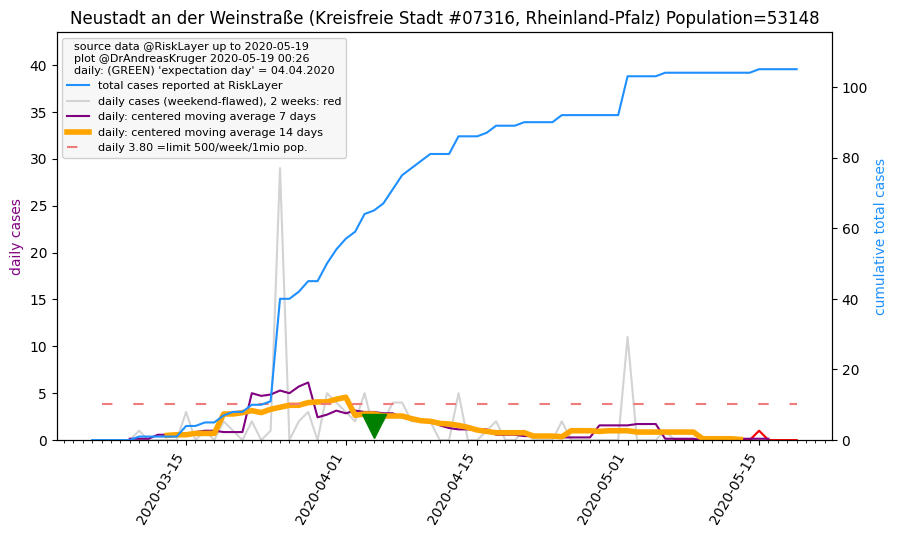 Neustadt an der Weinstraße (Kreisfreie Stadt #07316, Rheinland-Pfalz) Population=53148
source data @RiskLayer up to 2020-05-19
plot @DrAndreasKruger 2020-05-19 00:26
daily: (GREEN) 'expectation day' = 04.04.2020
total cases reported at RiskLayer
daily cases (weekend-flawed), 2 weeks: red
daily: centered moving average 7 days
daily: centered moving average 14 days
daily 3.80 =limit 500/week/1mio pop.
daily cases
40
35
30
25
20
15
10
5
0
cumulative total cases
100
80
60
40
20
0
2020-03-15
2020-04-01
2020-04-15
2020-05-01
2020-05-15